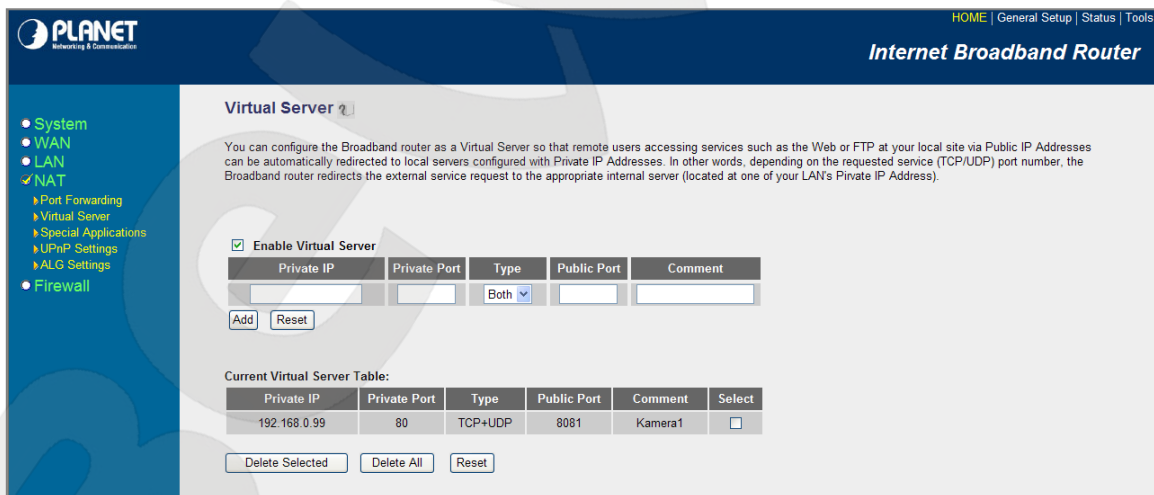 PLANET
Networking & Communication
HOME | General Setup | Status | Tools
Internet Broadband Router
System
WAN
LAN
NAT
Port Forwarding
Virtual Server
Special Applications
UPnP Settings
ALG Settings
Firewall
Virtual Server
You can configure the Broadband router as a Virtual Server so that remote users accessing services such as the Web or FTP at your local site via Public IP Addresses
can be automatically redirected to local servers configured with Private IP Addresses. In other words, depending on the requested service (TCP/UDP) port number, the
Broadband router redirects the external service request to the appropriate internal server (located at one of your LAN's Pivate IP Address).
Enable Virtual Server
Private IP Private Port Type Public Port Comment
Both
Add Reset
Current Virtual Server Table:
Private IP Private Port Type Public Port Comment Select
192.168.0.99 80 TCP+UDP 8081 Kamera1
Delete Selected Delete All Reset